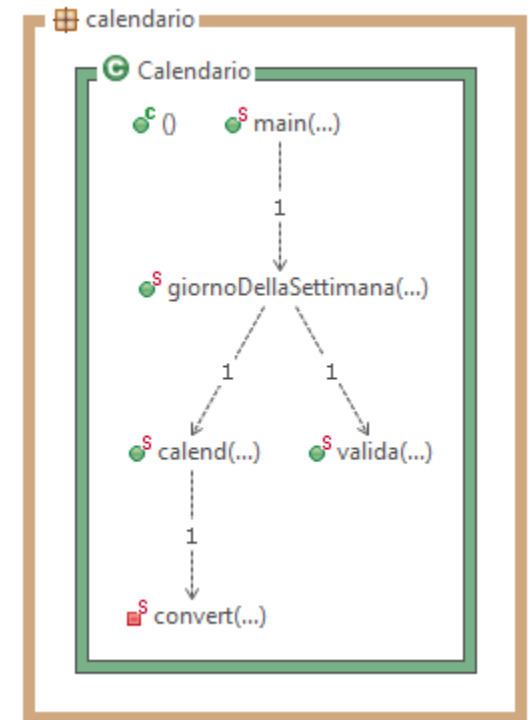 calendario
C Calendario
C () S main(...)
1
S giornoDellaSettimana(...)
1 1
S calend(...) S valida(...)
1
S convert(...)